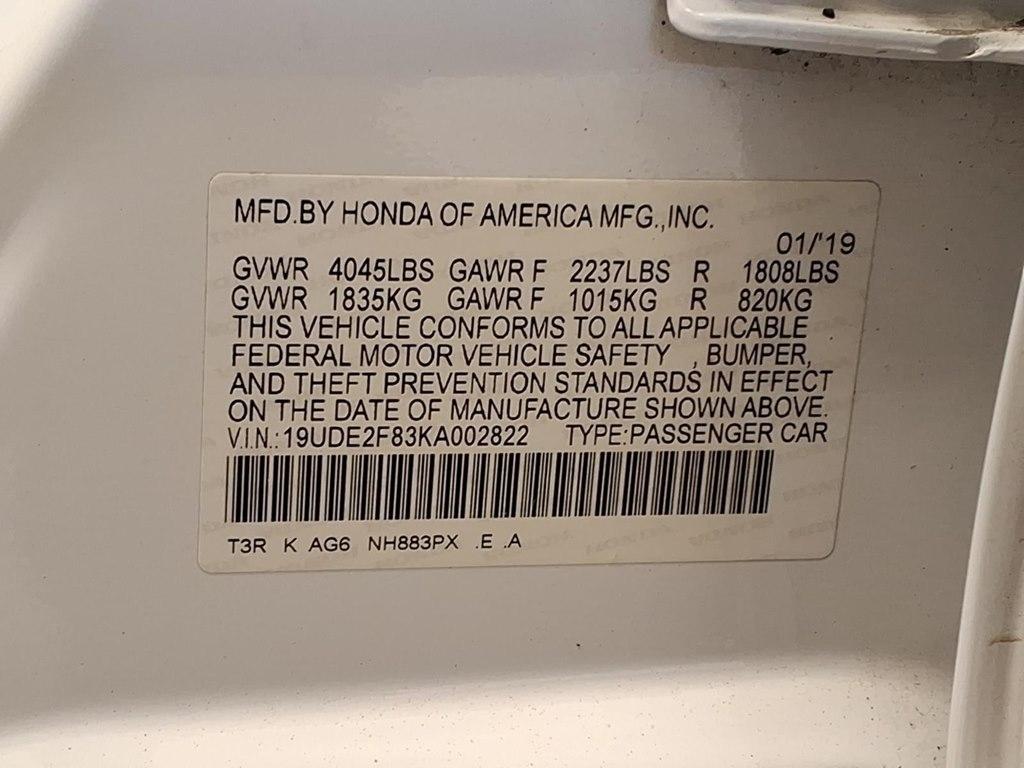 MFD.BY HONDA OF AMERICA MFG.,INC.
01/'19
GVWR 4045LBS GAWR F 2237LBS R 1808LBS
GVWR 1835KG GAWR F 1015KG R 820KG
THIS VEHICLE CONFORMS TO ALL APPLICABLE
FEDERAL MOTOR VEHICLE SAFETY , BUMPER,
AND THEFT PREVENTION STANDARDS IN EFFECT
ON THE DATE OF MANUFACTURE SHOWN ABOVE.
V.I.N.:19UDE2F83KA002822 TYPE:PASSENGER CAR
T3R K AG6 NH883PX .E .A